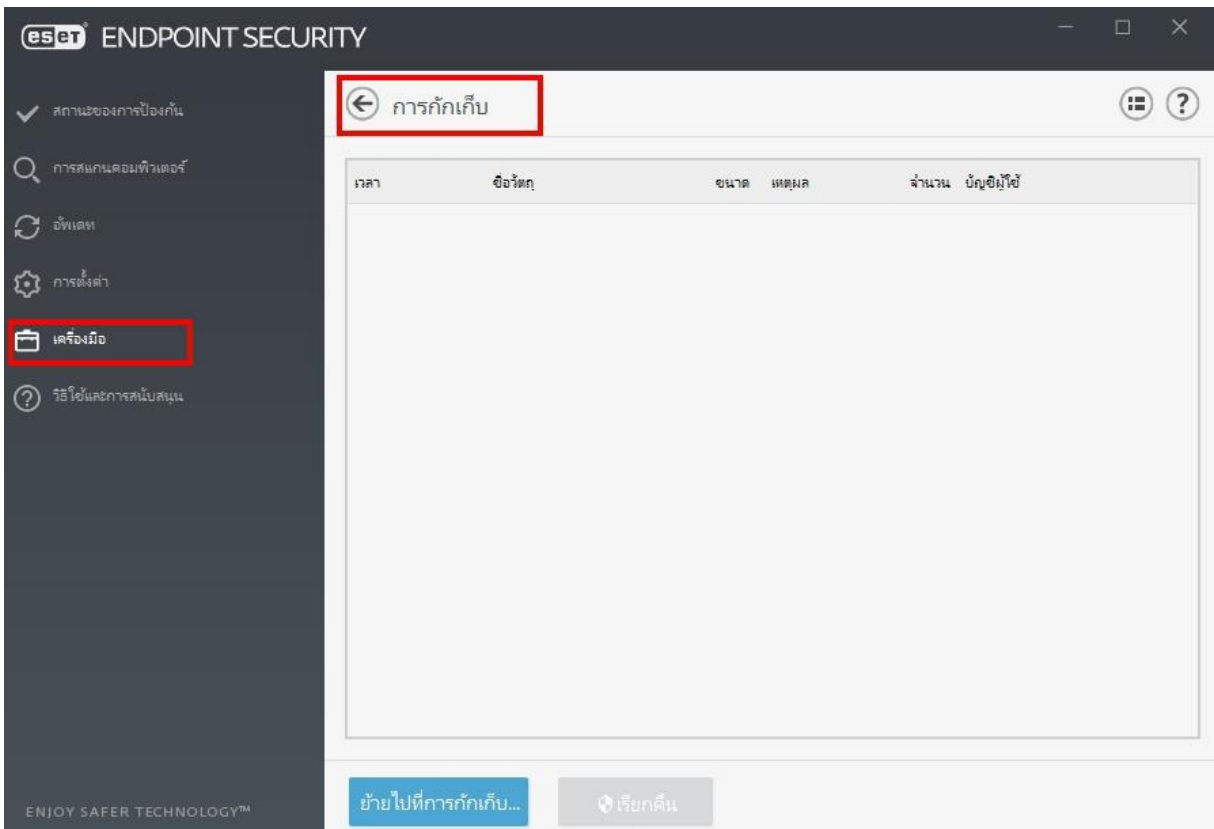 eset ENDPOINT SECURITY
สถานะของการป้องกัน
การสแกนคอมพิวเตอร์
อัพเดท
การตั้งค่า
เครื่องมือ
วิธีใช้และการสนับสนุน
การกักเก็บ
เวลา ชื่อวัตถุ ขนาด เหตุผล จำนวน บัญชีผู้ใช้
ย้ายไปที่การกักเก็บ... เรียกคืน
ENJOY SAFER TECHNOLOGY™